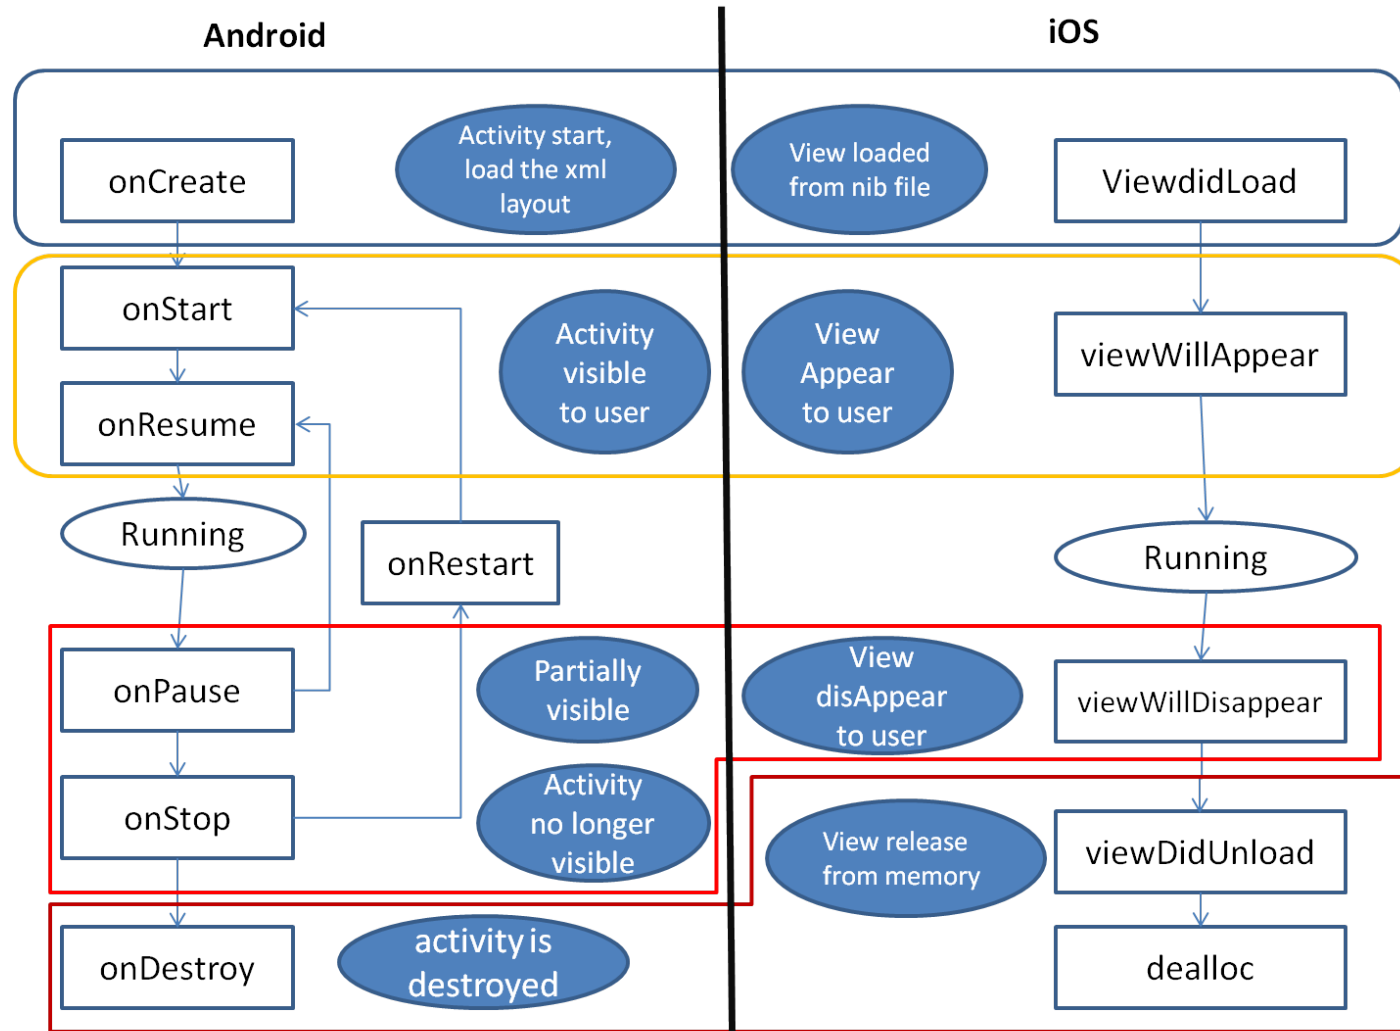 Android
iOS
onCreate
Activity start,
load the xml
layout
View loaded
from nib file
ViewdidLoad
onStart
Activity
visible
to user
View
Appear
to user
viewWillAppear
onResume
Running
onRestart
Running
onPause
Partially
visible
View
disAppear
to user
viewWillDisappear
onStop
Activity
no longer
visible
View release
from memory
viewDidUnload
onDestroy
activity is
destroyed
dealloc